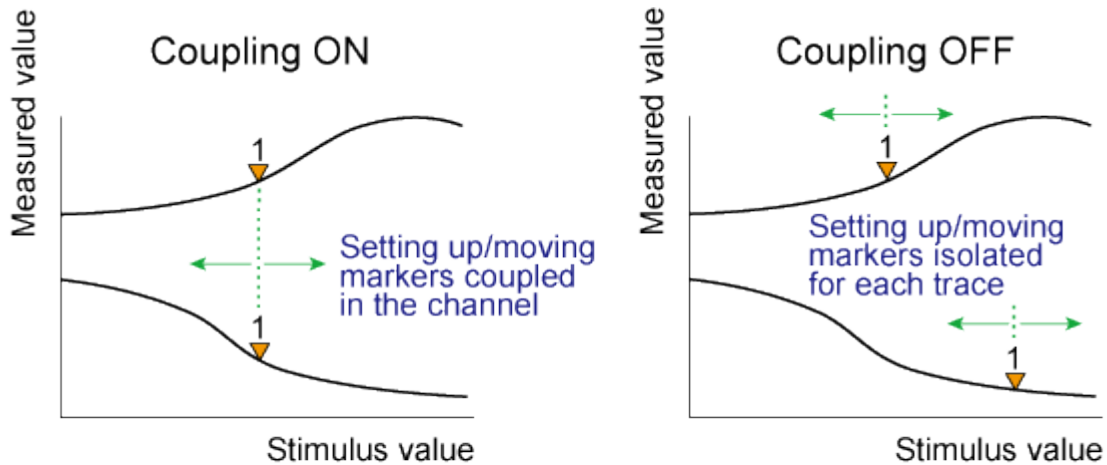 Coupling ON
Measured value
1
Setting up/moving
markers coupled
in the channel
1
Stimulus value
Coupling OFF
Measured value
1
Setting up/moving
markers isolated
for each trace
1
Stimulus value